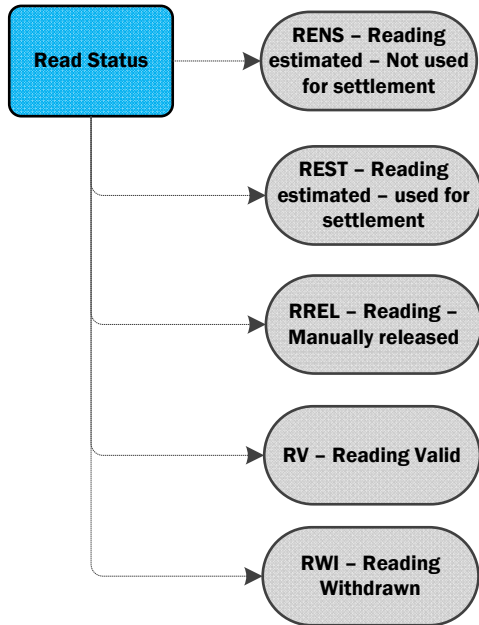 Read Status
RENS – Reading
estimated – Not used
for settlement
REST – Reading
estimated – used for
settlement
RREL – Reading –
Manually released
RV – Reading Valid
RWI – Reading
Withdrawn